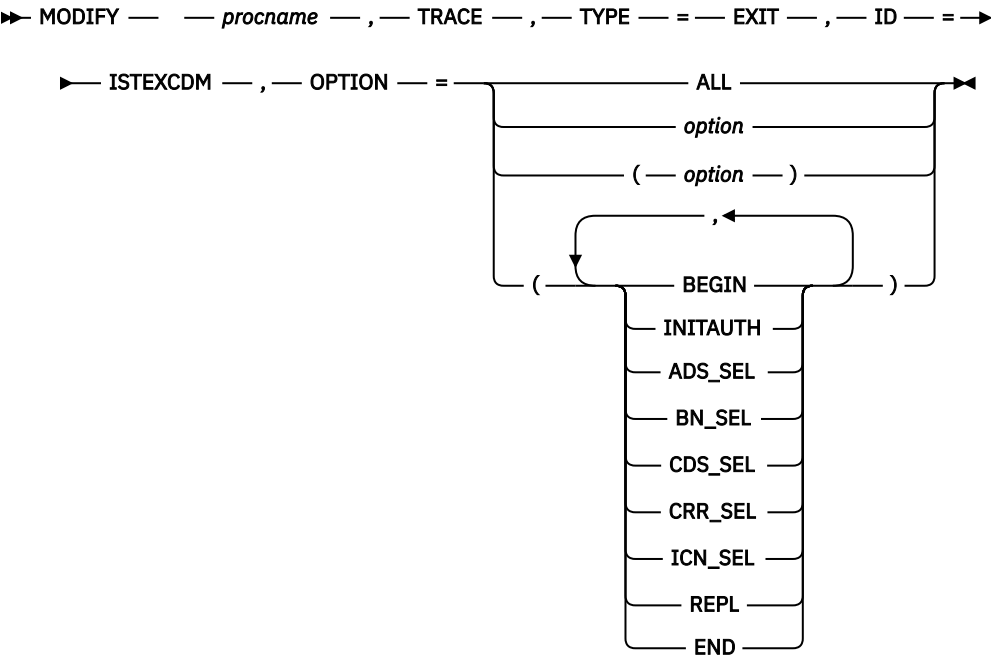 MODIFY procname , TRACE , TYPE = EXIT , ID =
ISTEXCDM , OPTION = ALL
option
( option )
,
( BEGIN )
INITAUTH
ADS_SEL
BN_SEL
CDS_SEL
CRR_SEL
ICN_SEL
REPL
END